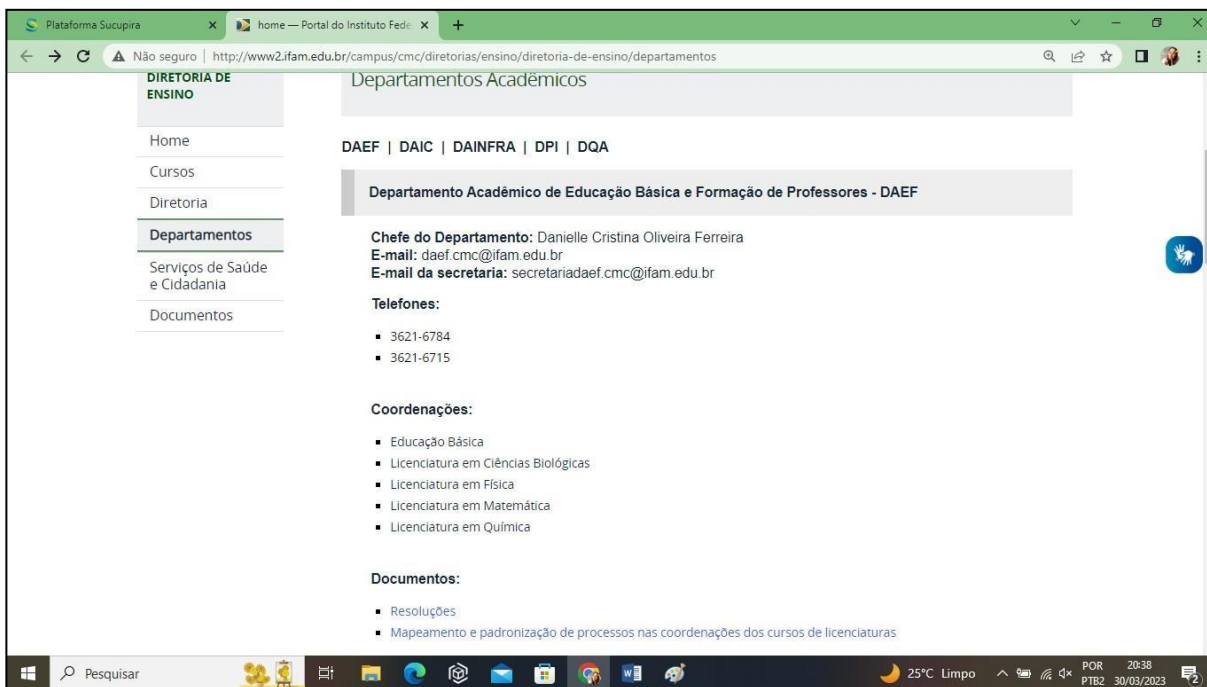 Plataforma Sucupira
home — Portal do Instituto Fede
Não seguro | http://www2.ifam.edu.br/campus/cmc/diretorias/ensino/diretoria-de-ensino/departamentos
DIRETORIA DE
ENSINO
Home
Cursos
Diretoria
Departamentos
Serviços de Saúde
e Cidadania
Documentos
Departamentos Acadêmicos
DAEF | DAIC | DAINFRA | DPI | DQA
Departamento Acadêmico de Educação Básica e Formação de Professores - DAEF
Chefe do Departamento: Danielle Cristina Oliveira Ferreira
E-mail: daef.cmc@ifam.edu.br
E-mail da secretaria: secretariadaef.cmc@ifam.edu.br
Telefones:
3621-6784
3621-6715
Coordenações:
Educação Básica
Licenciatura em Ciências Biológicas
Licenciatura em Física
Licenciatura em Matemática
Licenciatura em Química
Documentos:
Resoluções
Mapeamento e padronização de processos nas coordenações dos cursos de licenciaturas
Pesquisar
25°C Limpo
POR
PTB2
20:38
30/03/2023
2